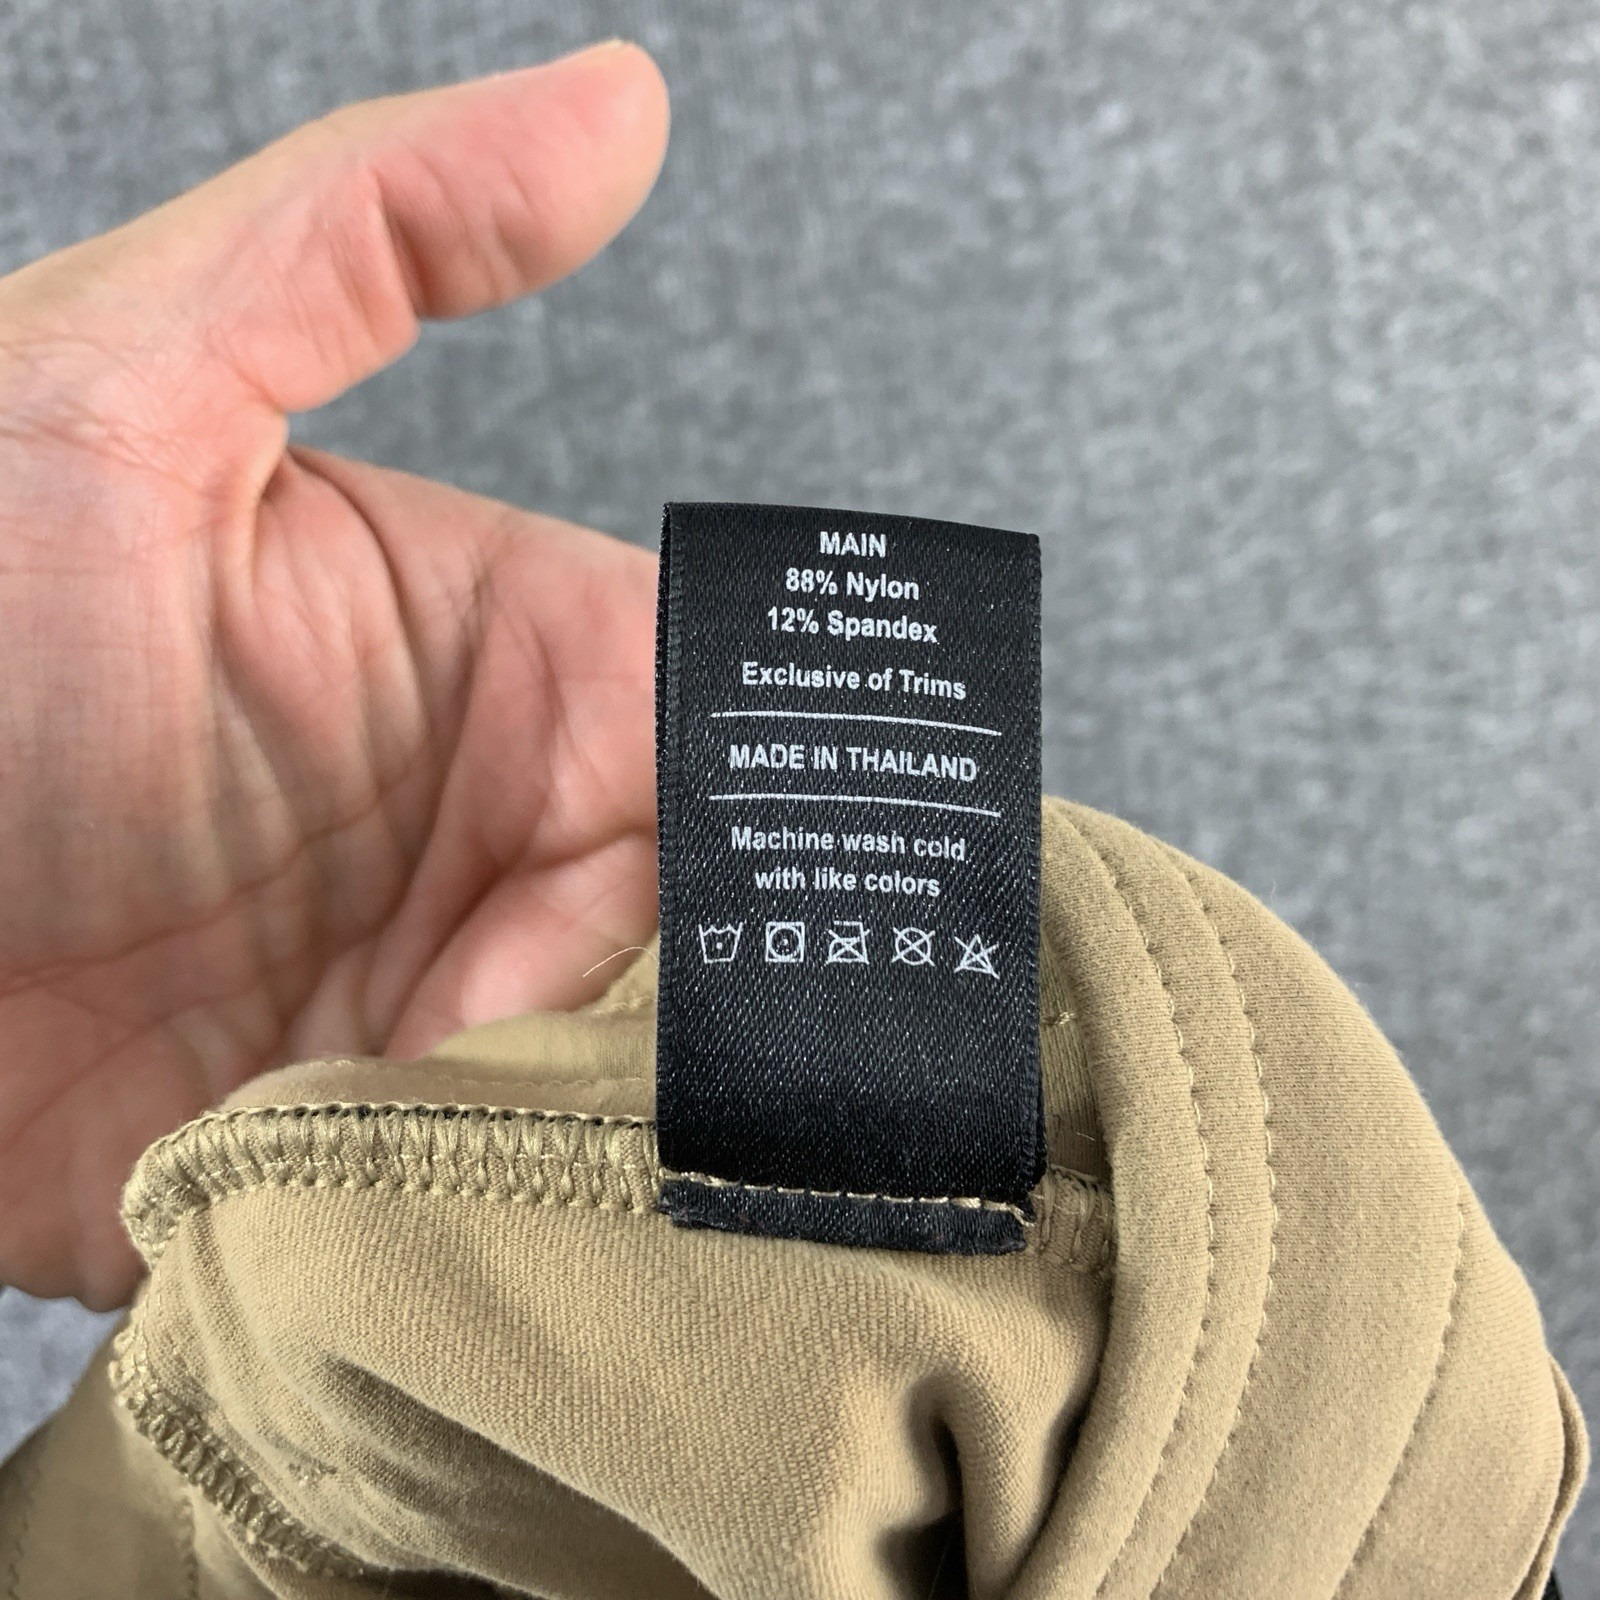 MAIN
88% Nylon
12% Spandex
Exclusive of Trims
MADE IN THAILAND
Machine wash cold
with like colors